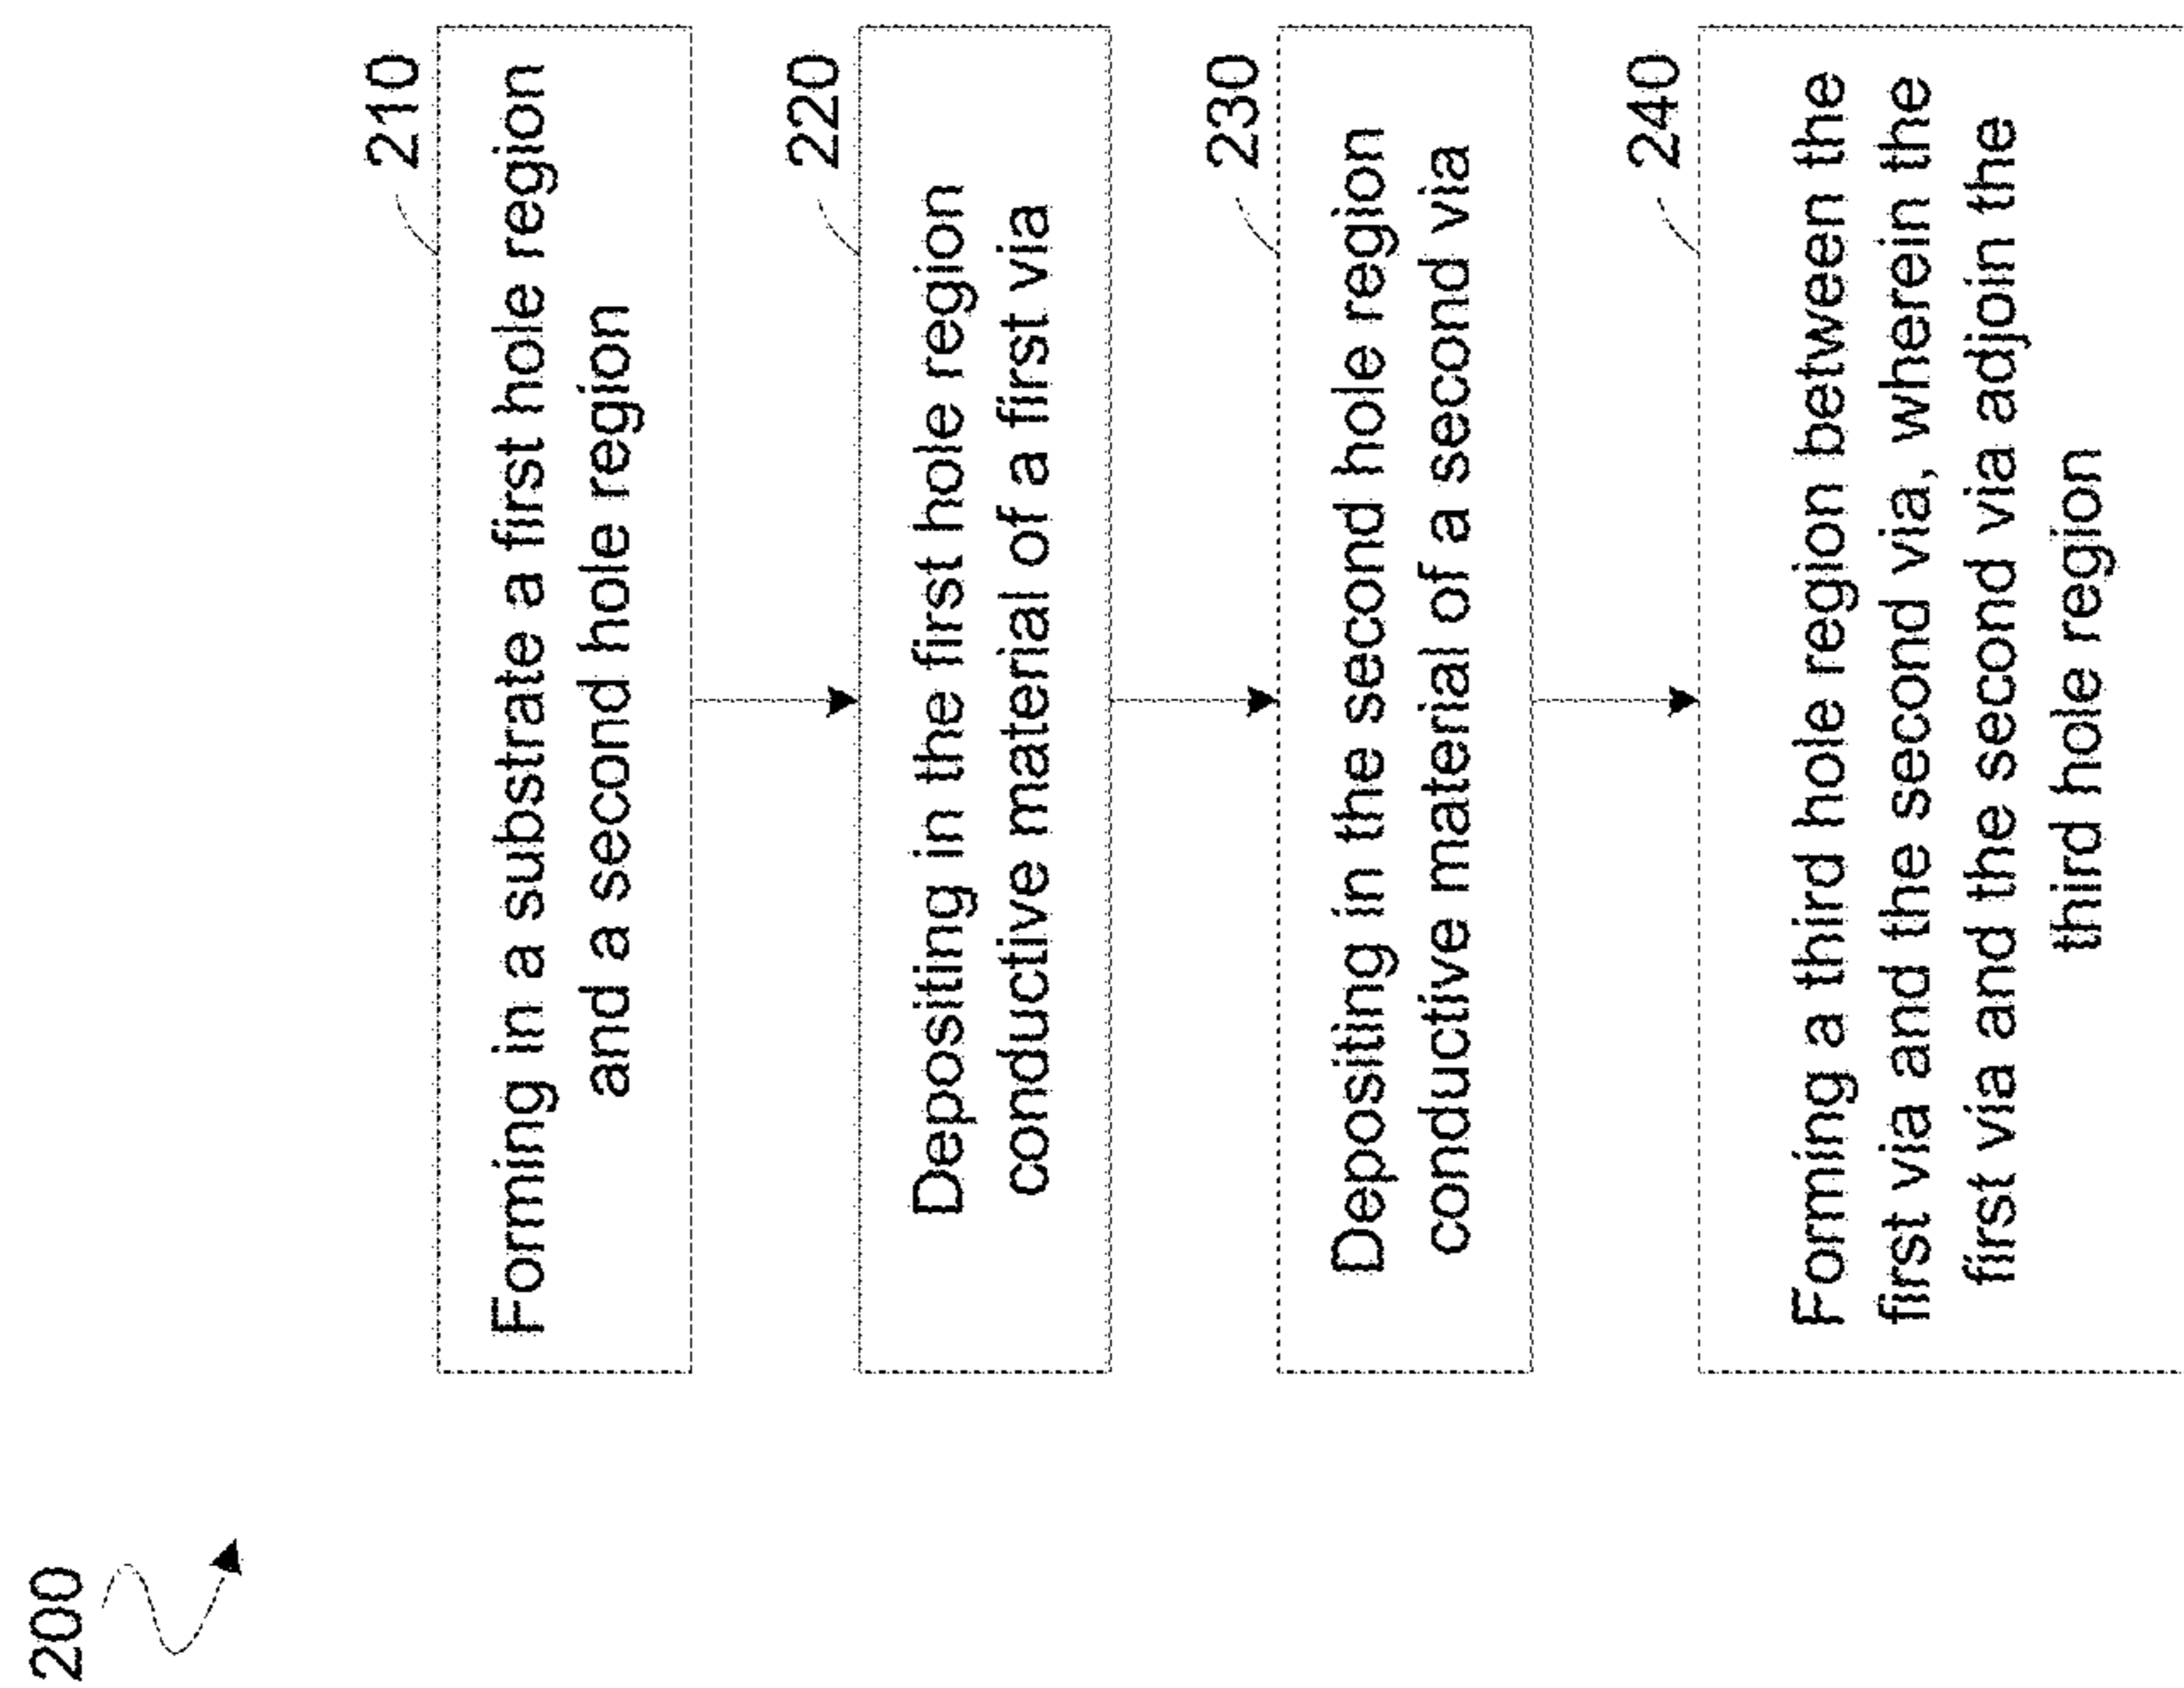 200
210
Forming in a substrate a first hole region
and a second hole region
220
Depositing in the first hole region
conductive material of a first via
230
Depositing in the second hole region
conductive material of a second via
240
Forming a third hole region between the
first via and the second via, wherein the
first via and the second via adjoin the
third hole region